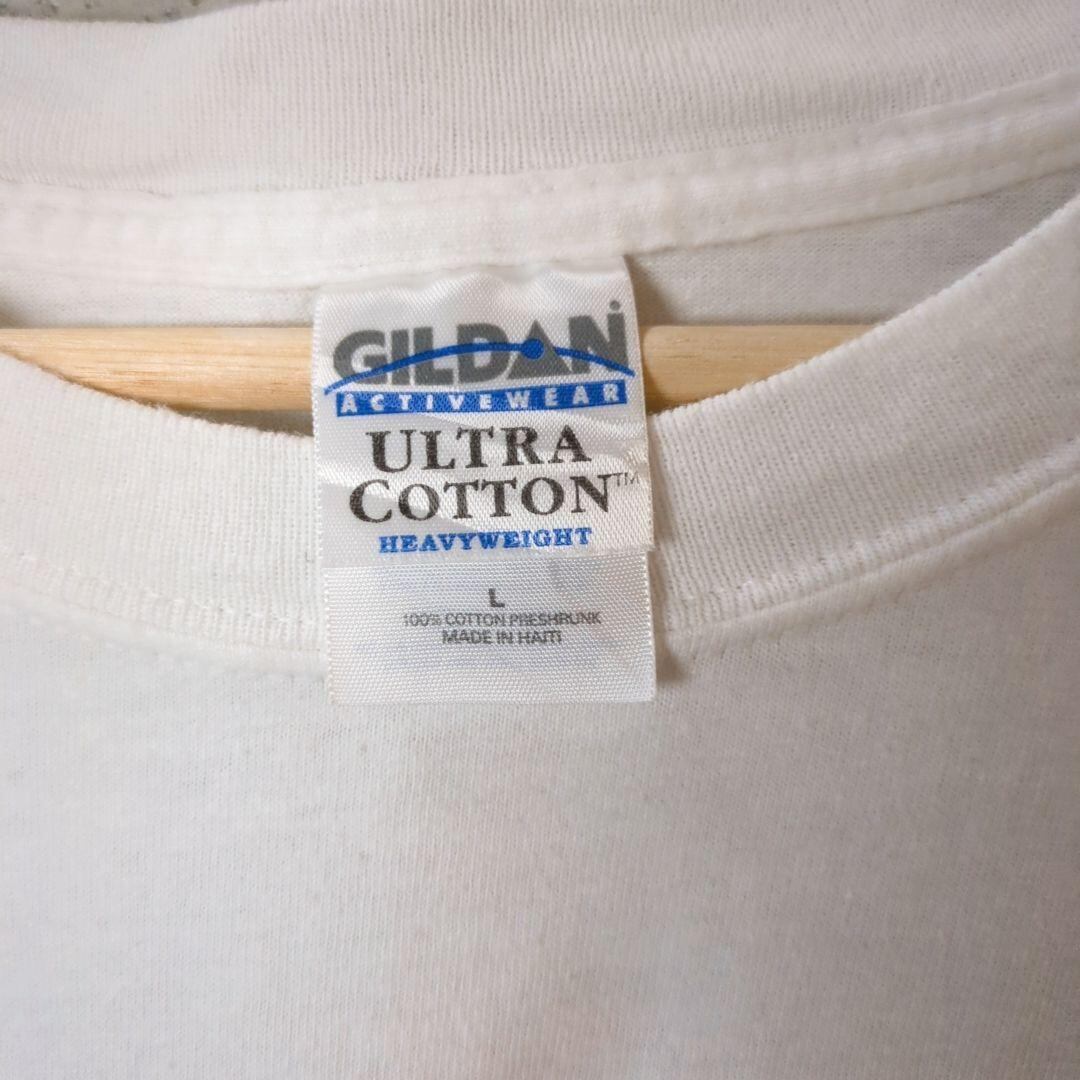 GILDAN
ACTIVEWEAR
ULTRA
COTTON™
HEAVYWEIGHT
L
100% COTTON PRESHRUNK
MADE IN HAITI